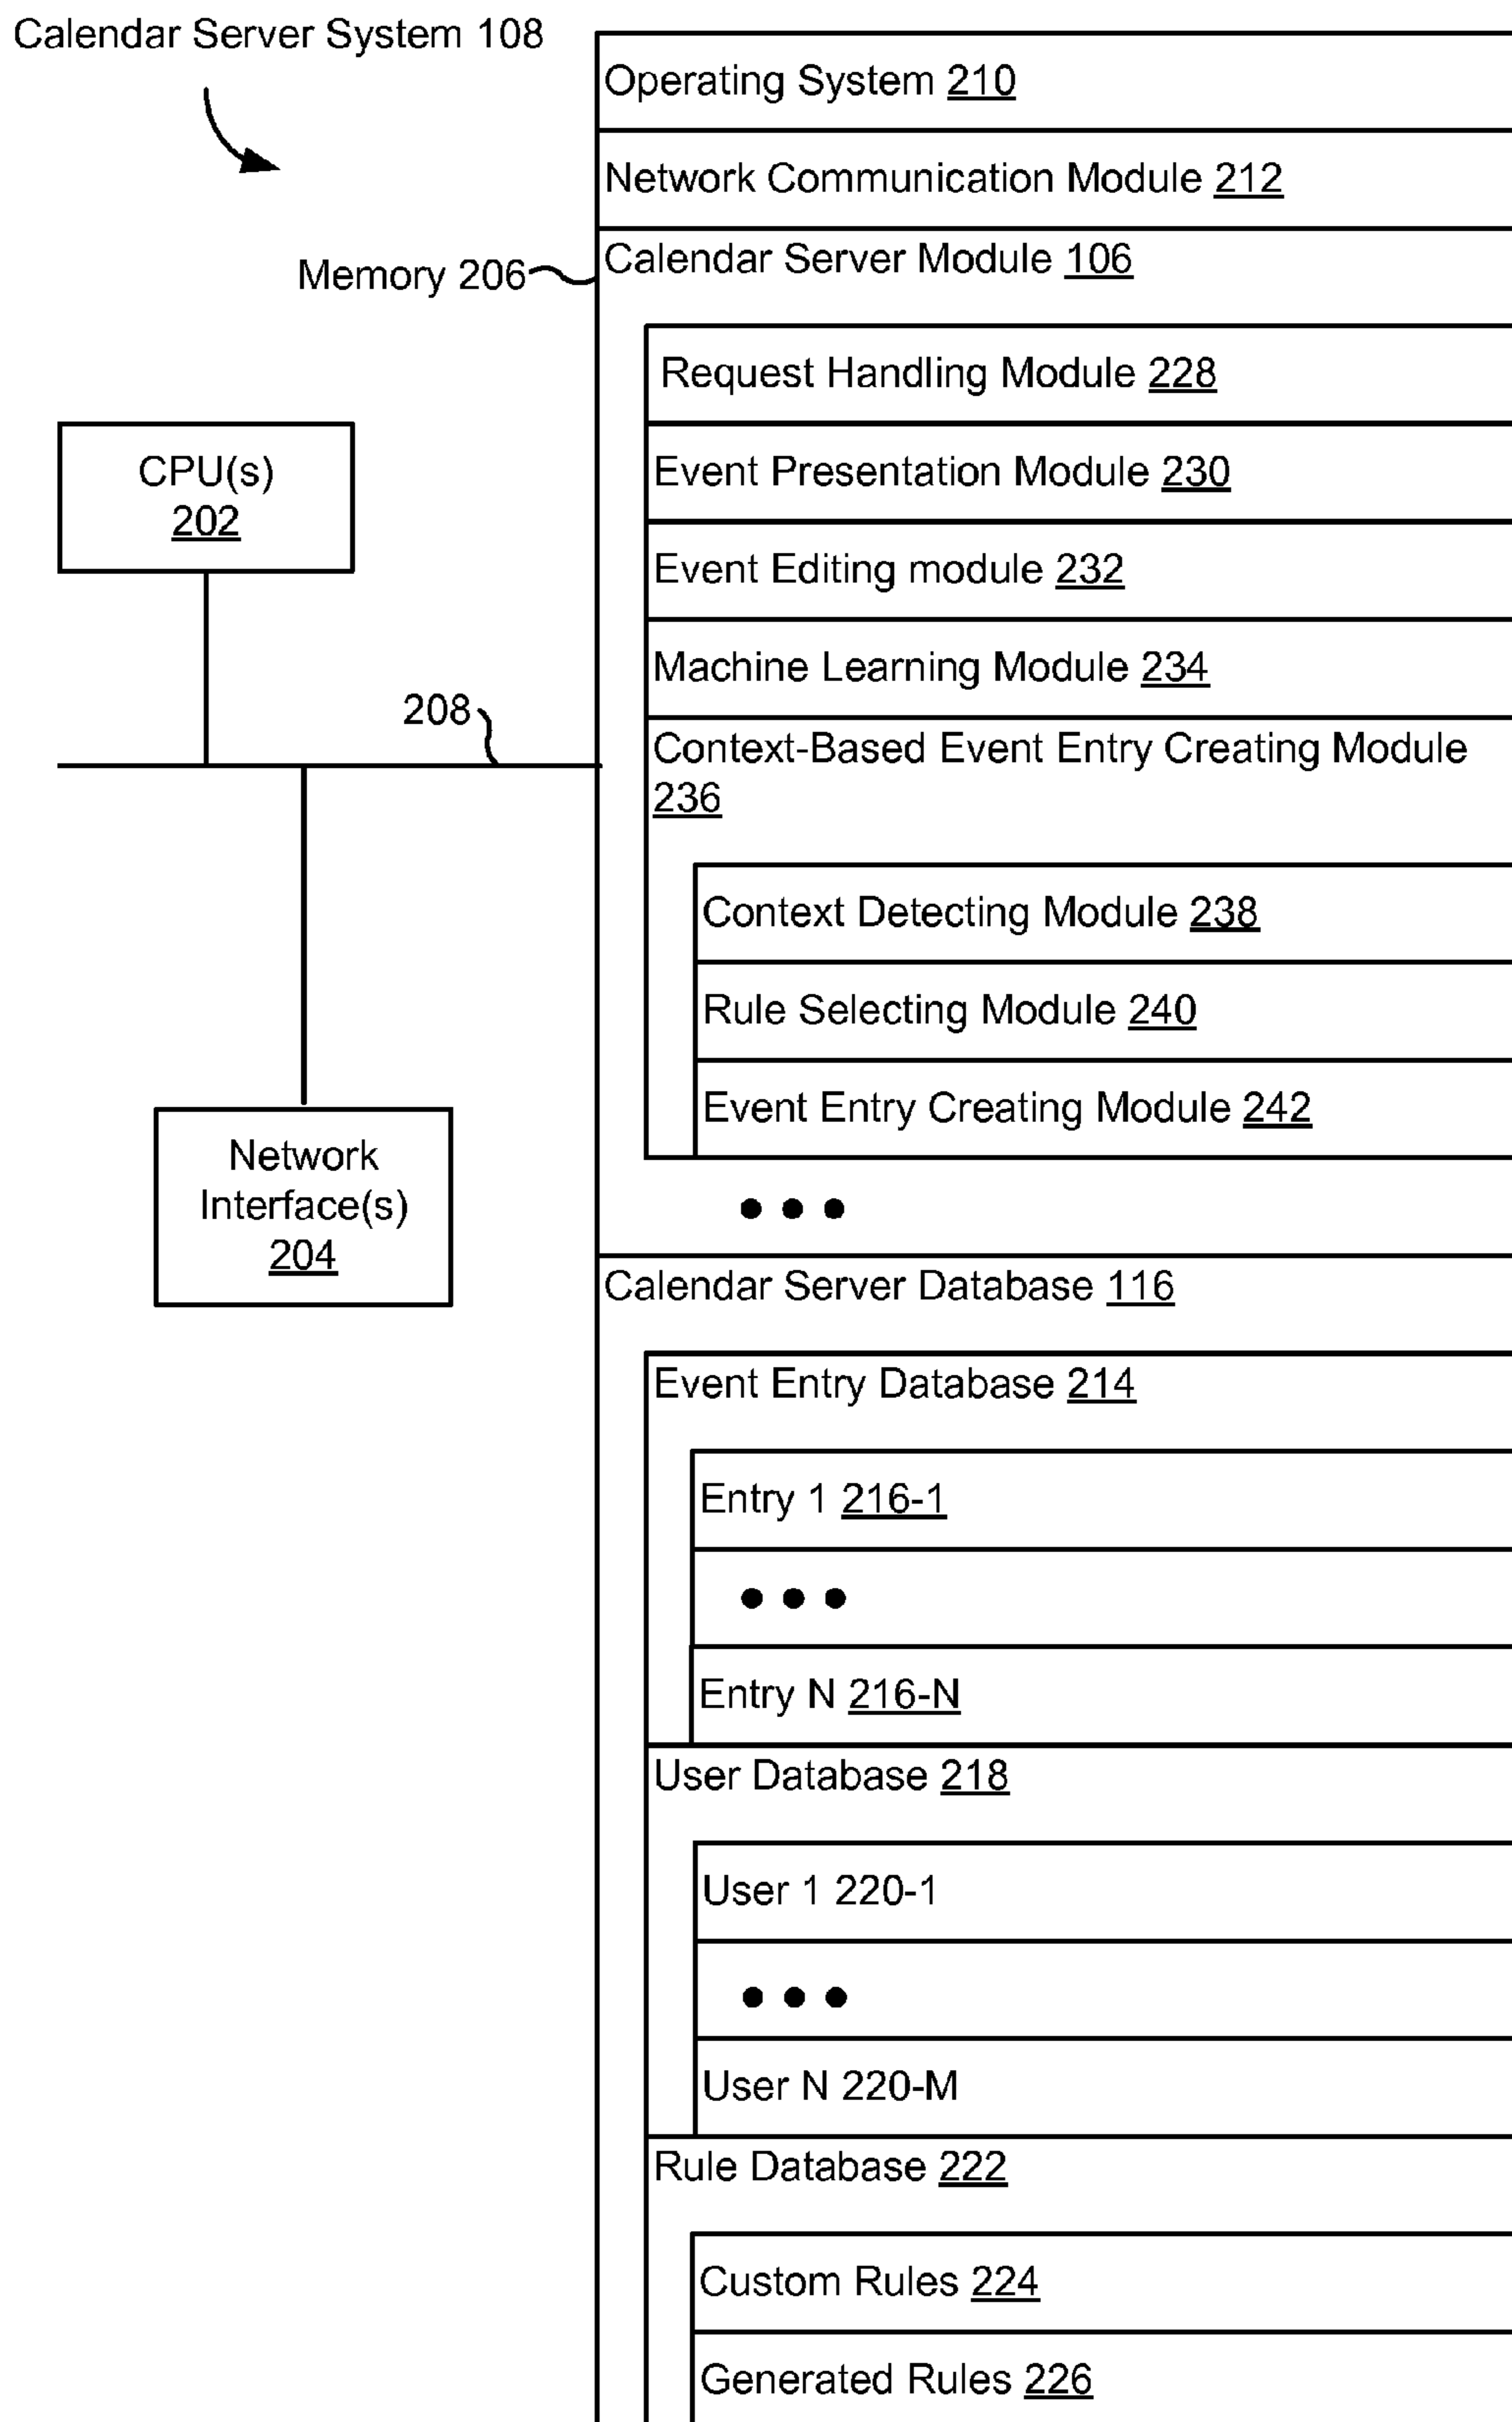 Calendar Server System 108
Operating System 210
Network Communication Module 212
Memory 206
Calendar Server Module 106
Request Handling Module 228
CPU(s)
202
Event Presentation Module 230
Event Editing module 232
Machine Learning Module 234
208
Context-Based Event Entry Creating Module
236
Context Detecting Module 238
Rule Selecting Module 240
Event Entry Creating Module 242
Network
Interface(s)
204
Calendar Server Database 116
Event Entry Database 214
Entry 1 216-1
Entry N 216-N
User Database 218
User 1 220-1
User N 220-M
Rule Database 222
Custom Rules 224
Generated Rules 226